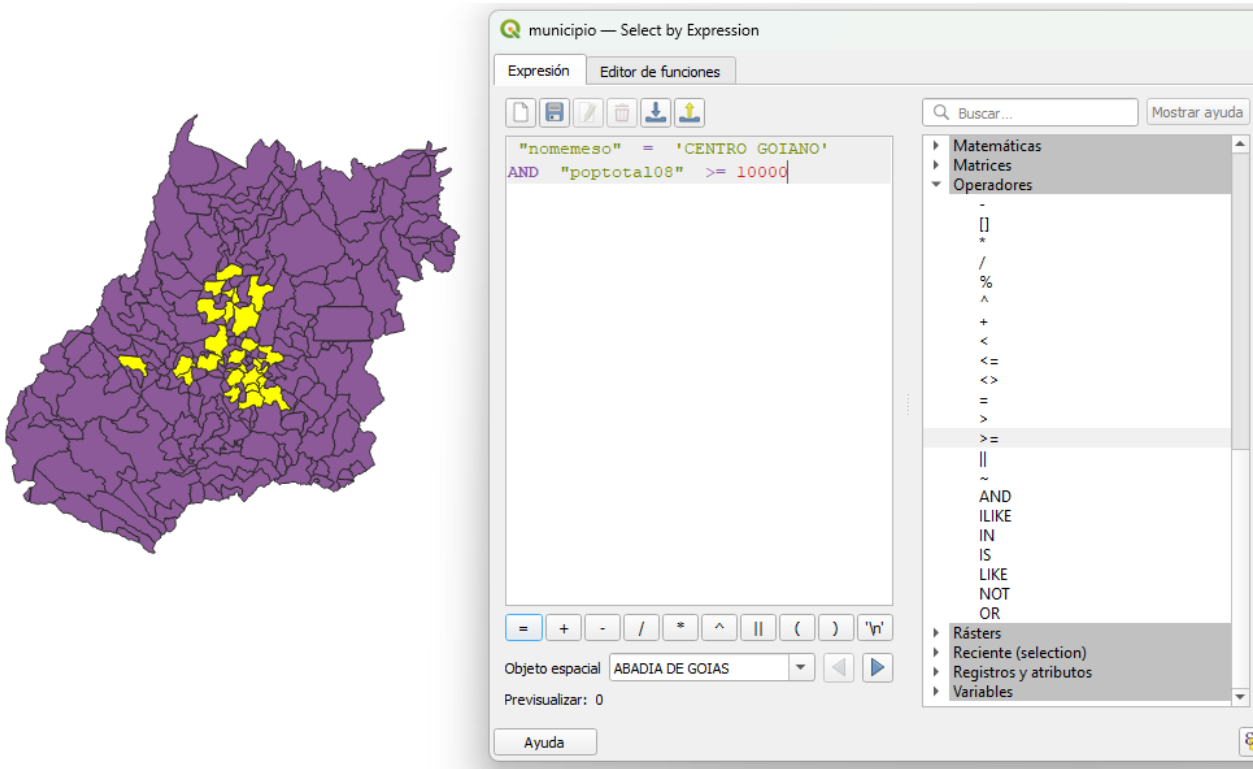 municipio — Select by Expression
Expresión
Editor de funciones
Buscar...
Mostrar ayuda
"nomemeso" = 'CENTRO GOIANO'
AND "poptotal08" >= 10000
Matemáticas
Matrices
Operadores
-
[]
*
/
%
^
+
<
<=
<>
=
>
>=
||
~
AND
ILIKE
IN
IS
LIKE
NOT
OR
Rásters
Reciente (selection)
Registros y atributos
Variables
= + - / * ^ || ( ) '\n'
Objeto espacial ABADIA DE GOIAS
Previsualizar: 0
Ayuda